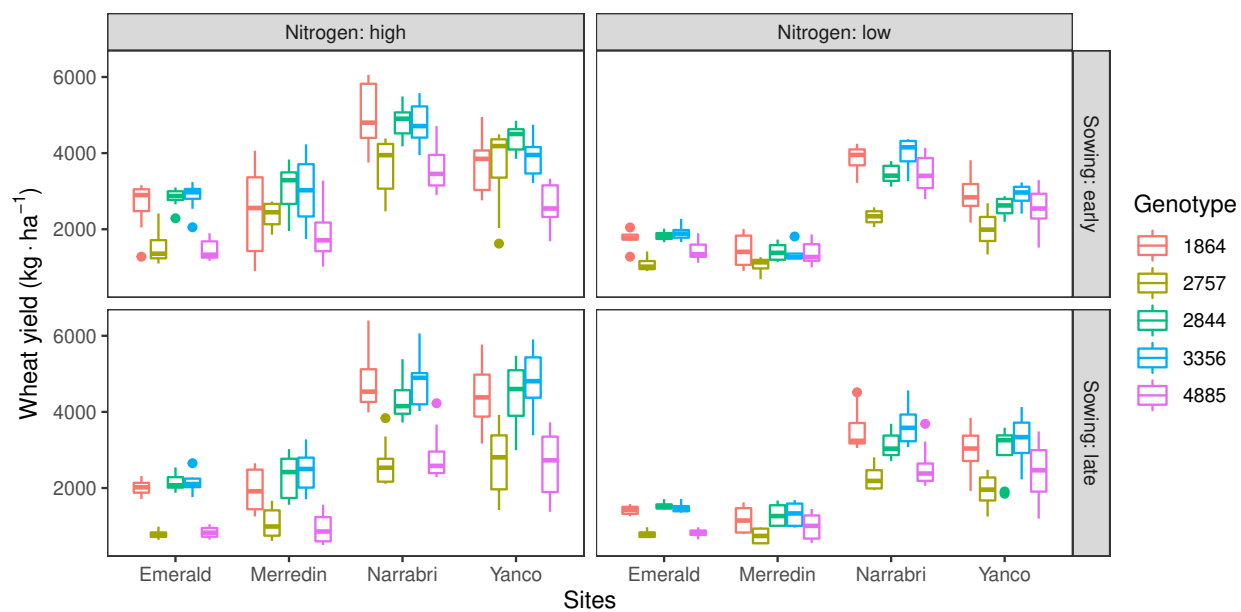 Nitrogen: high
Nitrogen: low
Sowing: early
Sowing: late
Wheat yield (kg · ha⁻¹)
6000
4000
2000
6000
4000
2000
Emerald Merredin Narrabri Yanco
Emerald Merredin Narrabri Yanco
Sites
Genotype
1864
2757
2844
3356
4885